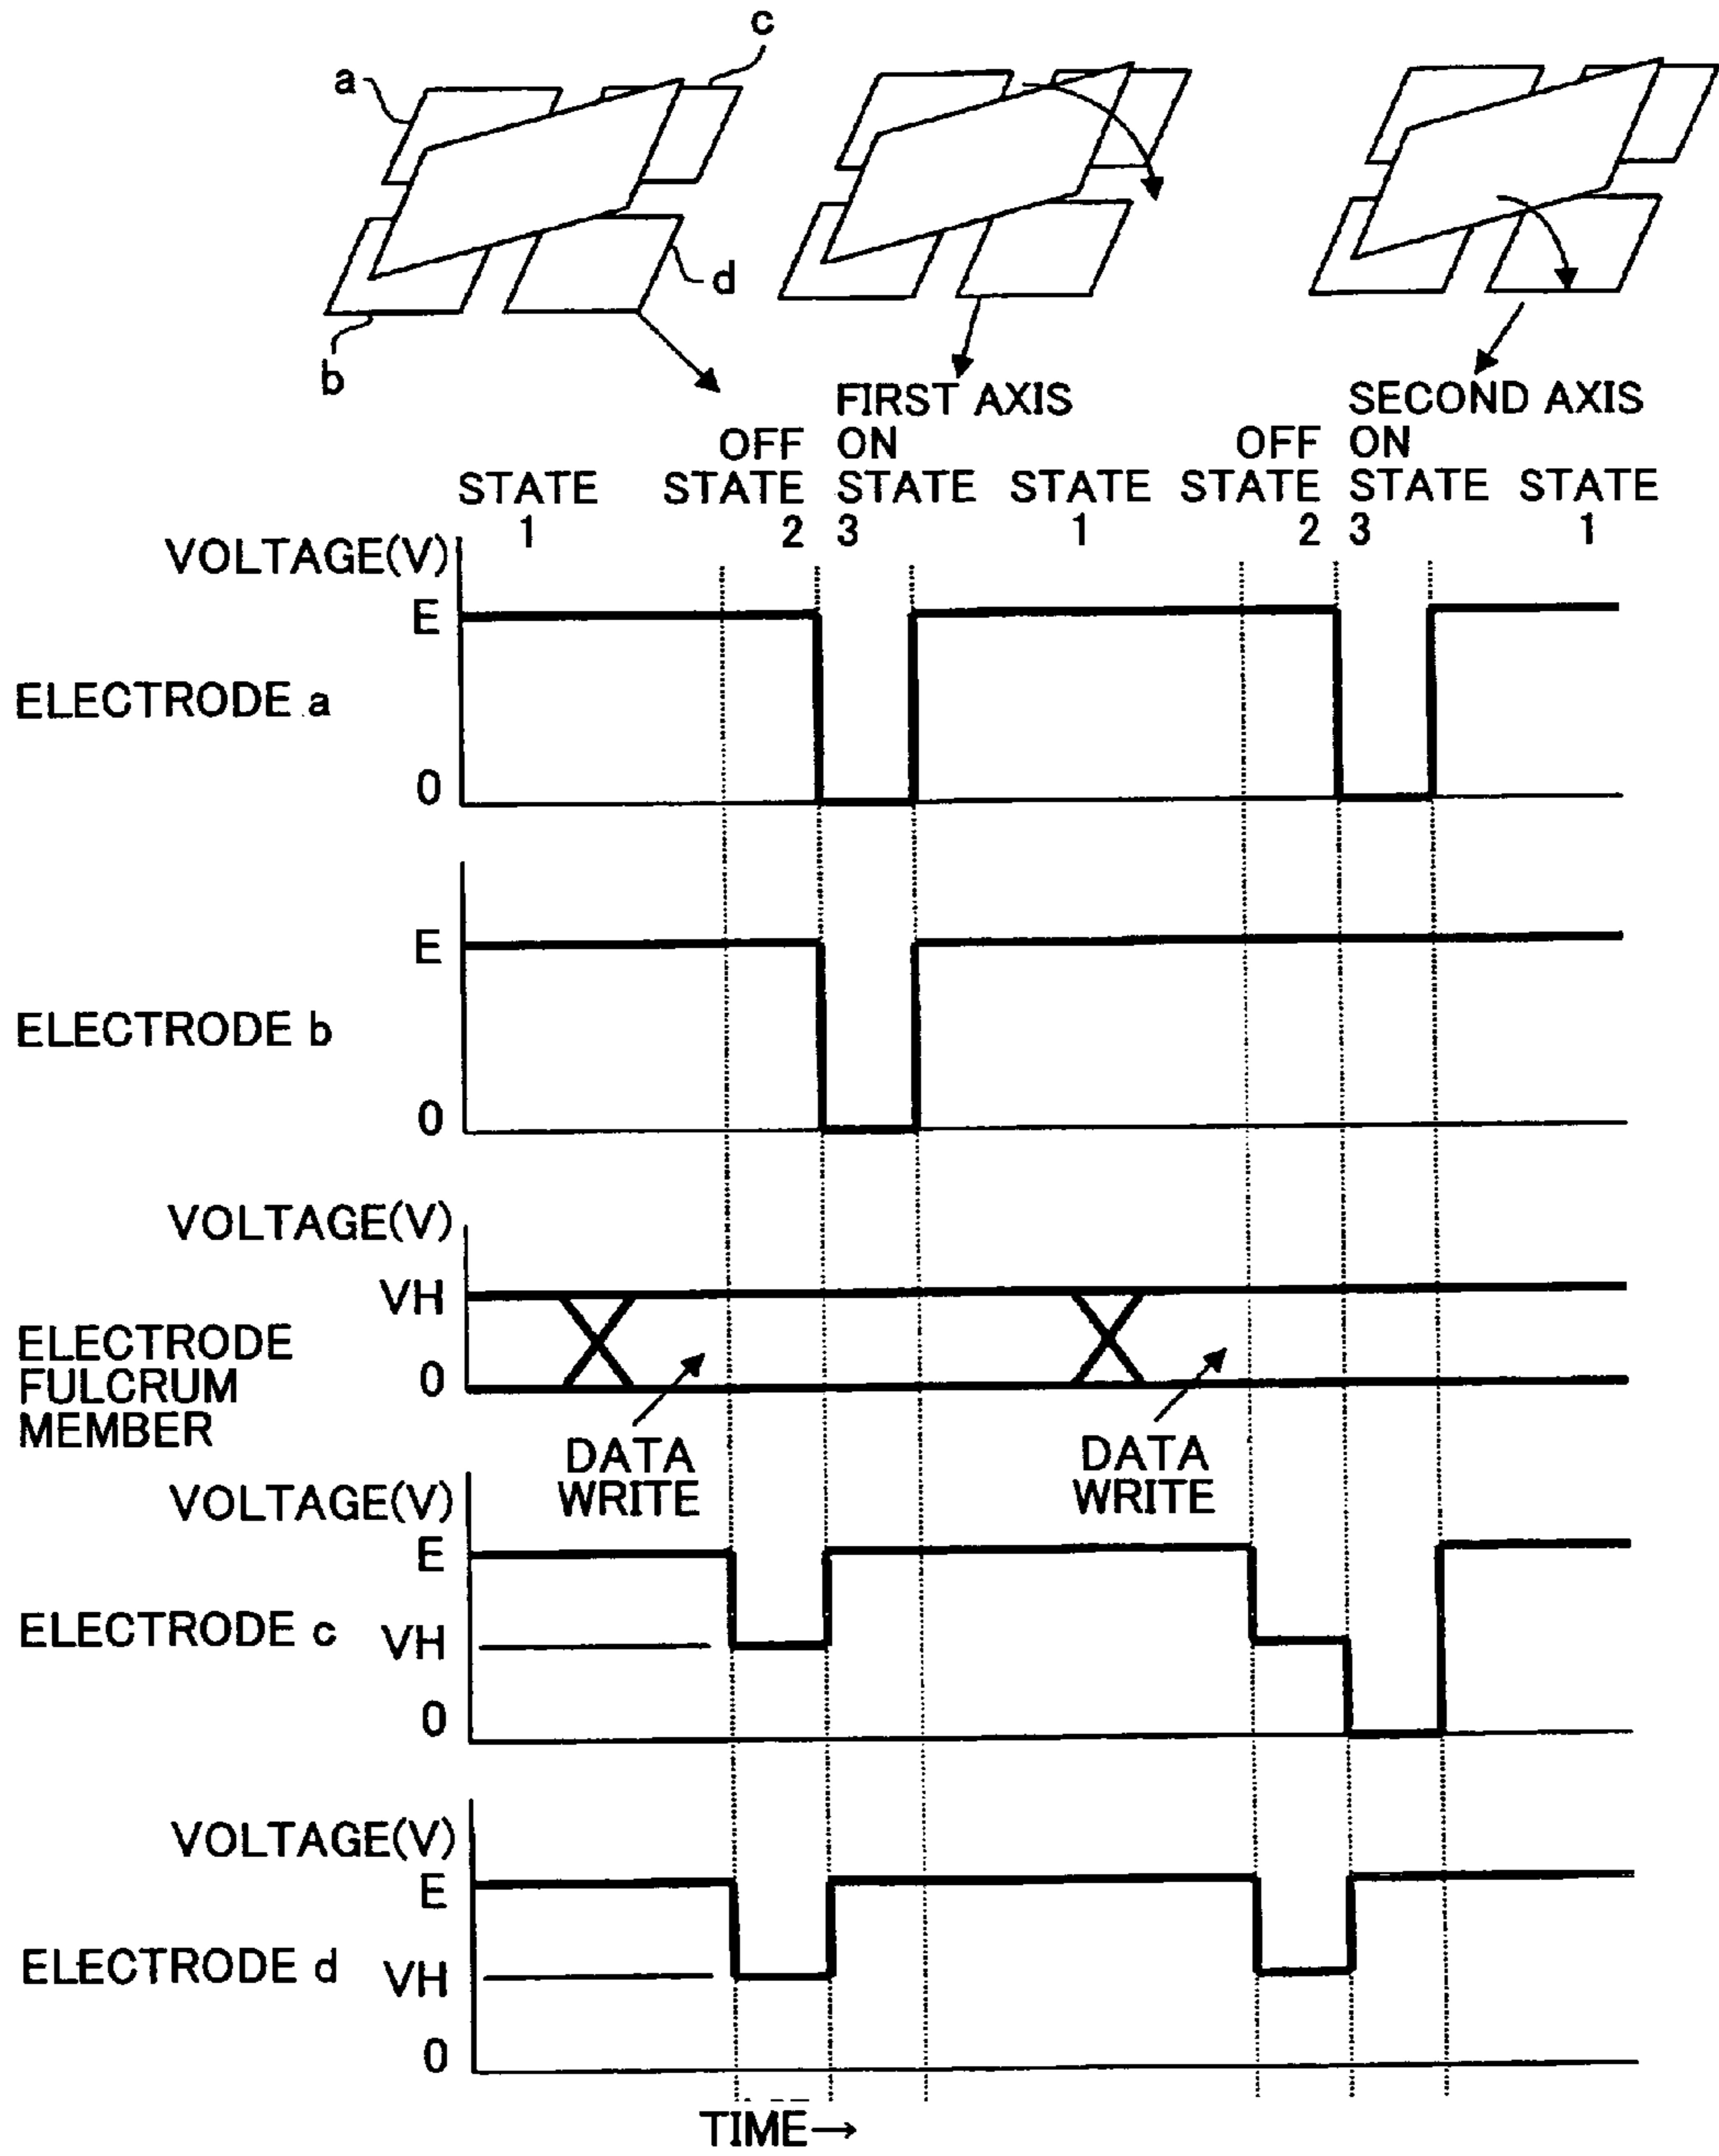 c
a
d
b
FIRST AXIS
SECOND AXIS
OFF
ON
OFF
ON
STATE
STATE
STATE
STATE
STATE
STATE
STATE
1
2
3
1
2
3
1
VOLTAGE(V)
E
ELECTRODE a
0
E
ELECTRODE b
0
VOLTAGE(V)
VH
ELECTRODE
FULCRUM
MEMBER
0
DATA
WRITE
DATA
WRITE
VOLTAGE(V)
E
ELECTRODE c
VH
0
VOLTAGE(V)
E
ELECTRODE d
VH
0
TIME→